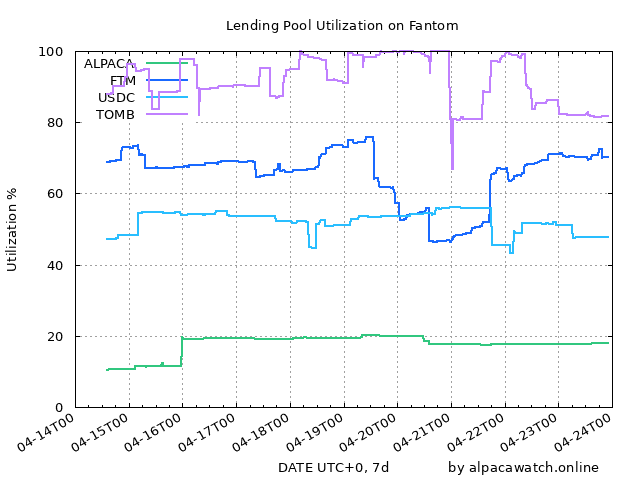 Lending Pool Utilization on Fantom
Utilization %
100
80
60
40
20
0
ALPACA
FTM
USDC
TOMB
04-14T00
04-15T00
04-16T00
04-17T00
04-18T00
04-19T00
04-20T00
04-21T00
04-22T00
04-23T00
04-24T00
DATE UTC+0, 7d
by alpacawatch.online